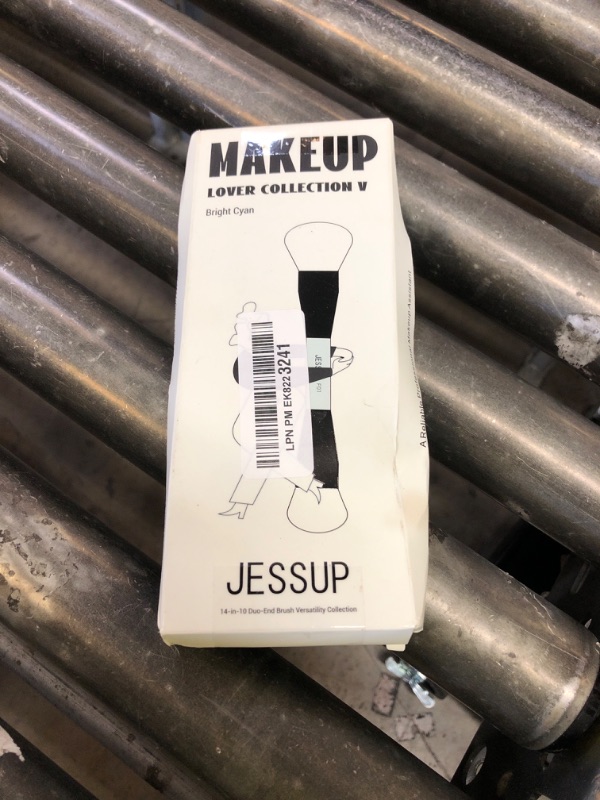 MAKEUP
LOVER COLLECTION V
Bright Cyan
LPN PM EK8223241
JESSUP
14-in-10 Duo-End Brush Versatility Collection